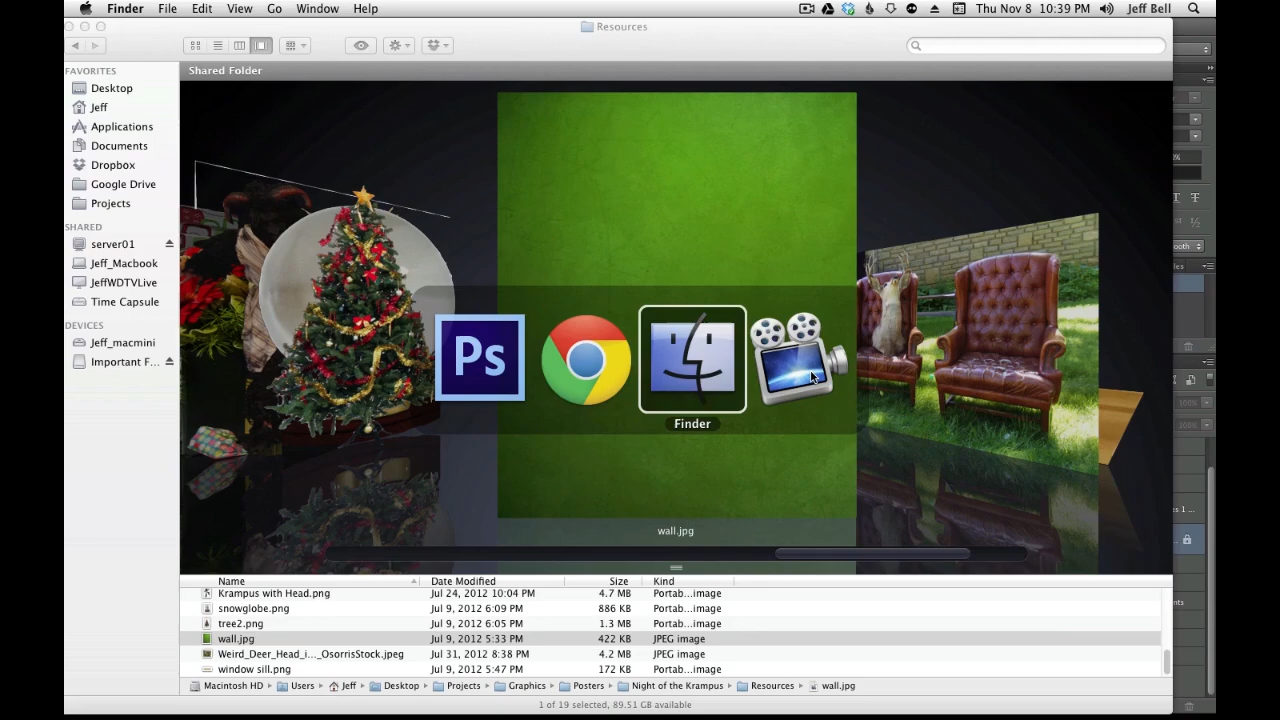 Finder File Edit View Go Window Help Thu Nov 8 10:39 PM Jeff Bell
Resources
FAVORITES
Shared Folder
Desktop
Jeff
Applications
Documents
Dropbox
Google Drive
Projects
SHARED
server01
Jeff_Macbook
JeffWDTVLive
Time Capsule
DEVICES
Jeff_macmini
Important F...
Ps
Finder
wall.jpg
Name Date Modified Size Kind
Krampus with Head.png Jul 24, 2012 10:04 PM 4.7 MB Portab...image
snowglobe.png Jul 9, 2012 6:09 PM 886 KB Portab...image
tree2.png Jul 9, 2012 6:05 PM 1.3 MB Portab...image
wall.jpg Jul 9, 2012 5:33 PM 422 KB JPEG image
Weird_Deer_Head_i..._OsorrisStock.jpeg Jul 31, 2012 8:38 PM 4.2 MB JPEG image
window sill.png Jul 9, 2012 5:47 PM 172 KB Portab...image
Macintosh HD Users Jeff Desktop Projects Graphics Posters Night of the Krampus Resources wall.jpg
1 of 19 selected, 89.51 GB available